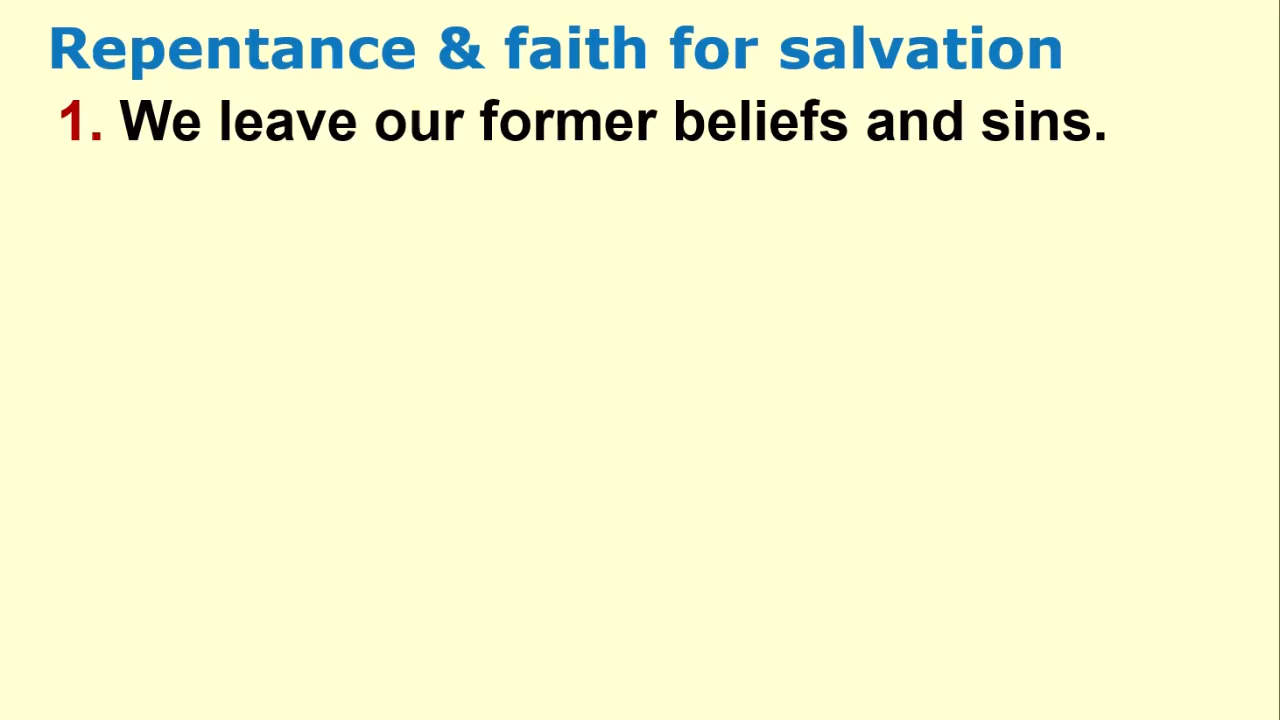 Repentance & faith for salvation
1. We leave our former beliefs and sins.